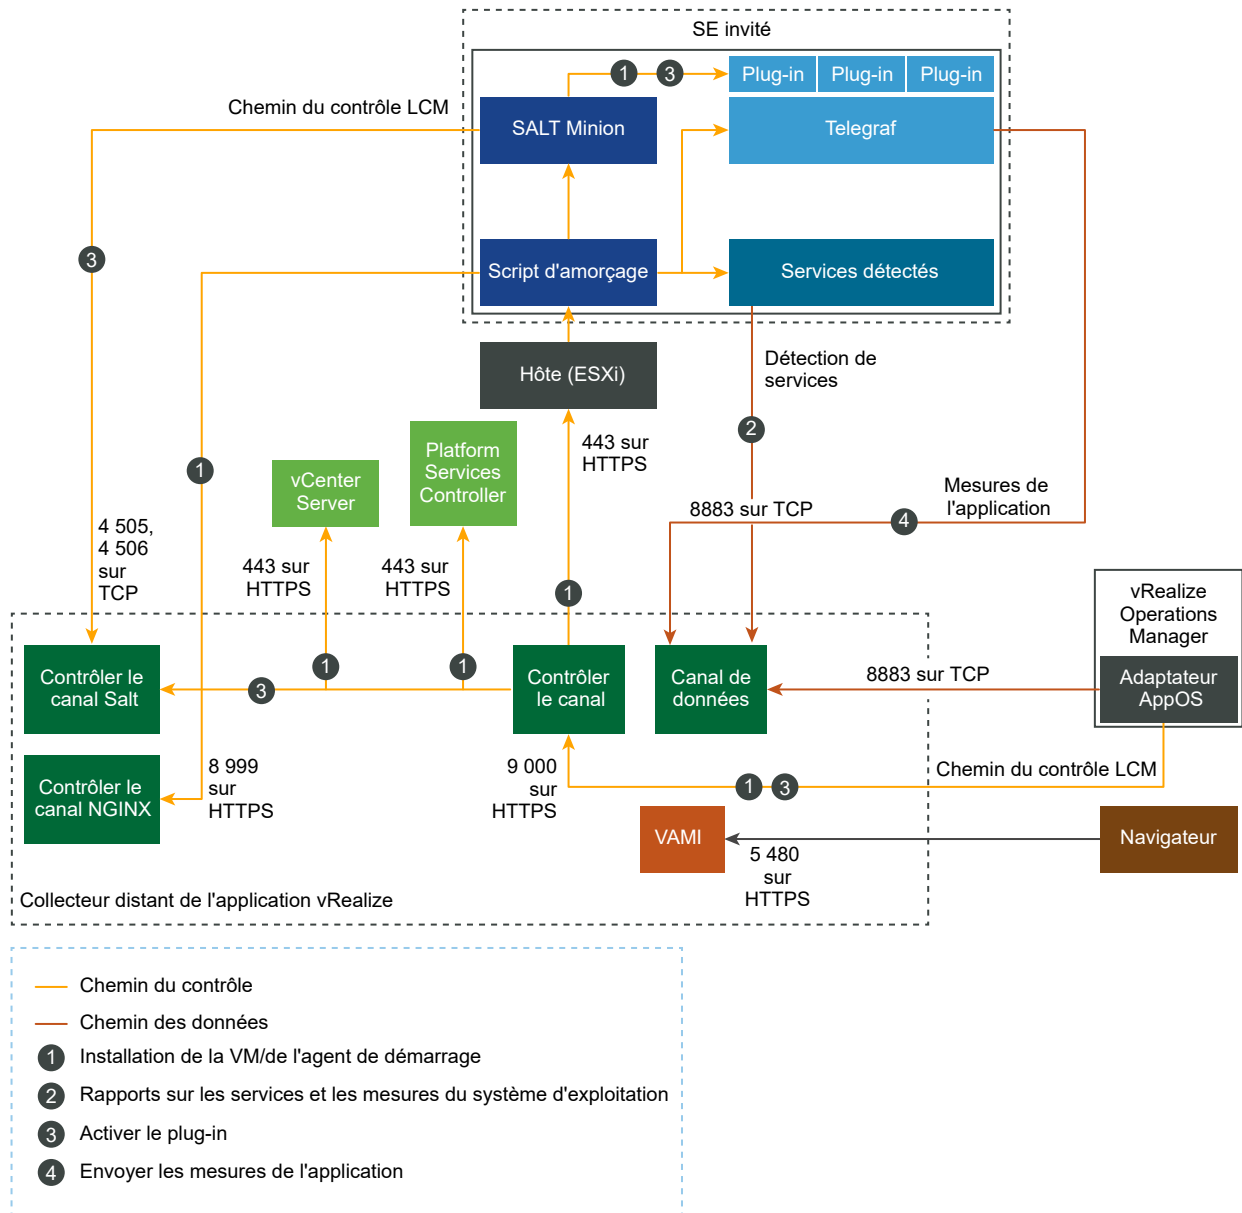 SE invité
1
3
Plug-in
Plug-in
Plug-in
Chemin du contrôle LCM
SALT Minion
Telegraf
3
Script d'amorçage
Services détectés
Hôte (ESXi)
Détection de
services
2
Platform
Services
Controller
443 sur
HTTPS
1
vCenter
Server
Mesures de
l'application
8883 sur TCP
4
4 505,
4 506
sur
TCP
443 sur
HTTPS
443 sur
HTTPS
1
vRealize
Operations
Manager
Contrôler le
canal Salt
1
1
3
Contrôler
le canal
Canal de
données
8883 sur TCP
Adaptateur
AppOS
Contrôler le
canal NGINX
8 999
sur
HTTPS
9 000
sur
HTTPS
1
3
Chemin du contrôle LCM
VAMI
5 480
sur
HTTPS
Navigateur
Collecteur distant de l'application vRealize
Chemin du contrôle
Chemin des données
1 Installation de la VM/de l'agent de démarrage
2 Rapports sur les services et les mesures du système d'exploitation
3 Activer le plug-in
4 Envoyer les mesures de l'application